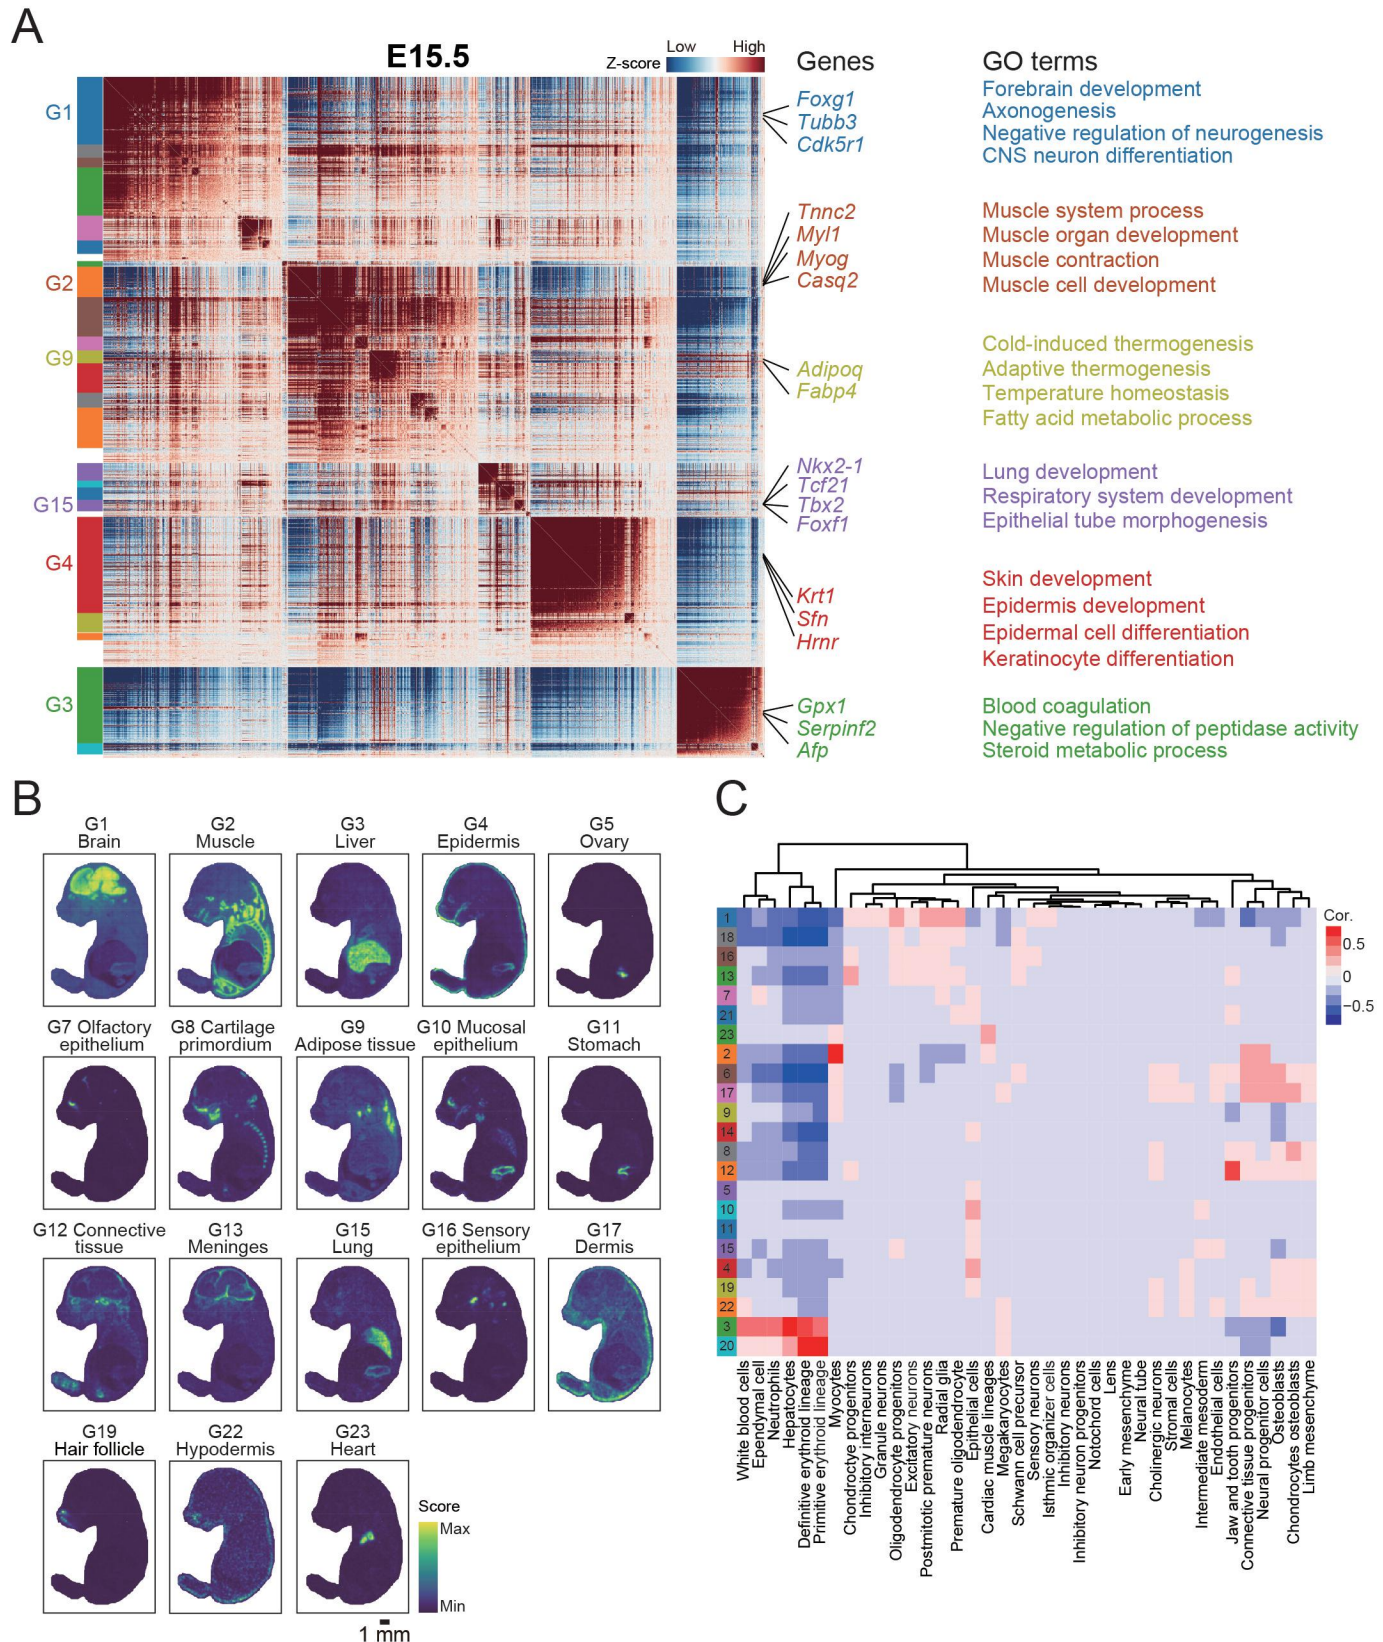 A
E15.5
Low High
Z-score
Genes
GO terms
G1
Foxg1
Tubb3
Cdk5r1
Forebrain development
Axonogenesis
Negative regulation of neurogenesis
CNS neuron differentiation
G2
Tnnc2
Myl1
Myog
Casq2
Muscle system process
Muscle organ development
Muscle contraction
Muscle cell development
G9
Adipoq
Fabp4
Cold-induced thermogenesis
Adaptive thermogenesis
Temperature homeostasis
Fatty acid metabolic process
G15
Nkx2-1
Tcf21
Tbx2
Foxf1
Lung development
Respiratory system development
Epithelial tube morphogenesis
G4
Krt1
Sfn
Hrnr
Skin development
Epidermis development
Epidermal cell differentiation
Keratinocyte differentiation
G3
Gpx1
Serpinf2
Afp
Blood coagulation
Negative regulation of peptidase activity
Steroid metabolic process
B
G1
Brain
G2
Muscle
G3
Liver
G4
Epidermis
G5
Ovary
G7 Olfactory
epithelium
G8 Cartilage
primordium
G9
Adipose tissue
G10 Mucosal
epithelium
G11
Stomach
G12 Connective
tissue
G13
Meninges
G15
Lung
G16 Sensory
epithelium
G17
Dermis
G19
Hair follicle
G22
Hypodermis
G23
Heart
Score
Max
Min
1 mm
C
Cor.
0.5
0
−0.5
1
18
16
13
7
21
23
2
6
17
9
14
8
12
5
10
11
15
4
19
22
3
20
White blood cells
Ependymal cell
Neutrophils
Hepatocytes
Definitive erythroid lineage
Primitive erythroid lineage
Myocytes
Chondroctye progenitors
Inhibitory interneurons
Granule neurons
Oligodendrocyte progenitors
Excitatory neurons
Postmitotic premature neurons
Radial glia
Premature oligodendrocyte
Epithelial cells
Cardiac muscle lineages
Megakaryocytes
Schwann cell precursor
Sensory neurons
Isthmic organizer cells
Inhibitory neurons
Inhibitory neuron progenitors
Notochord cells
Lens
Early mesenchyme
Neural tube
Cholinergic neurons
Stromal cells
Melanocytes
Intermediate mesoderm
Endothelial cells
Jaw and tooth progenitors
Connective tissue progenitors
Neural progenitor cells
Osteoblasts
Chondrocytes osteoblasts
Limb mesenchyme